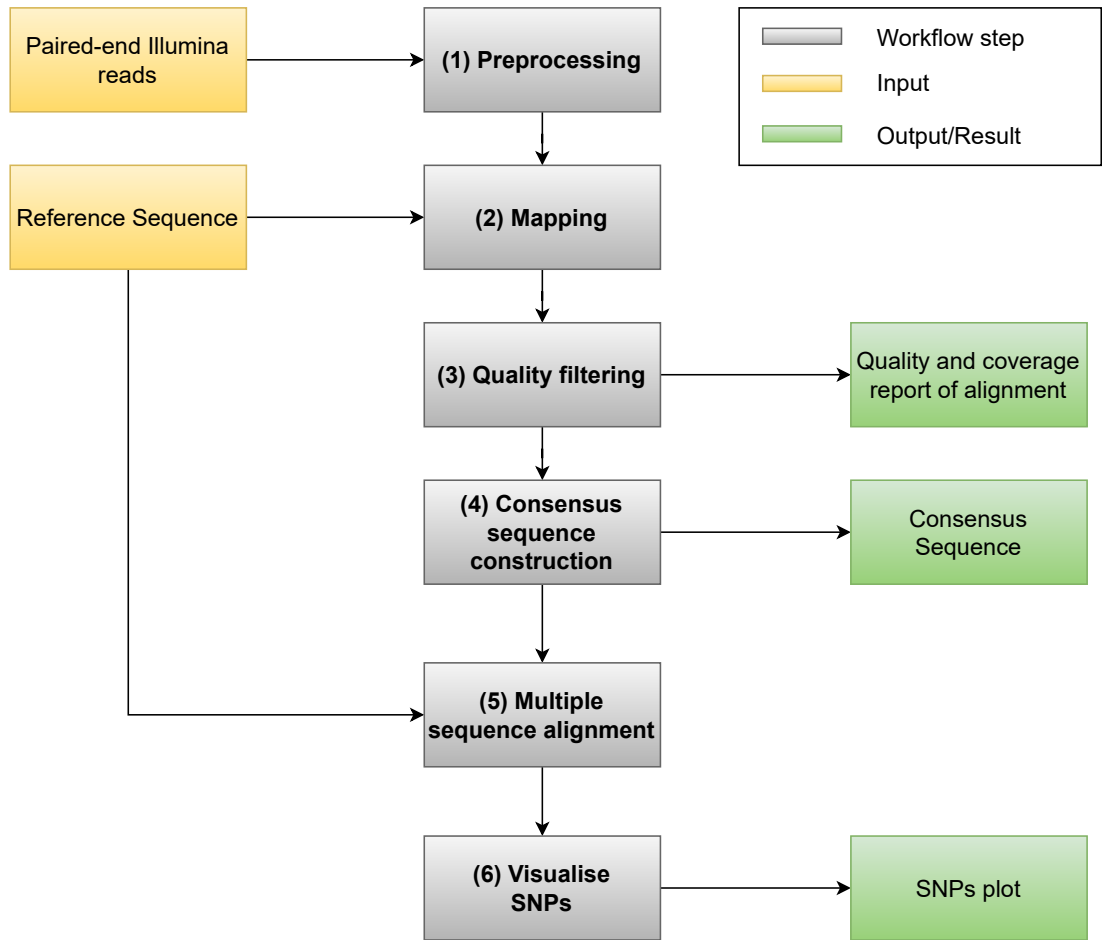 Paired-end Illumina
reads
(1) Preprocessing
Workflow step
Input
Output/Result
Reference Sequence
(2) Mapping
(3) Quality filtering
Quality and coverage
report of alignment
(4) Consensus
sequence
construction
Consensus
Sequence
(5) Multiple
sequence alignment
(6) Visualise
SNPs
SNPs plot